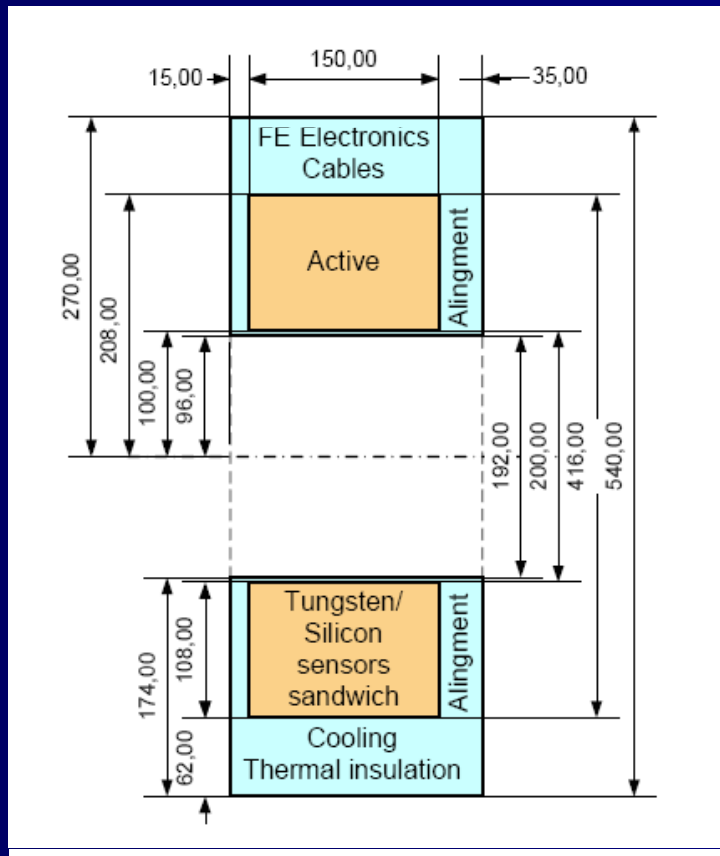 150,00
15,00
35,00
FE Electronics
Cables
Active
Alingment
270,00
208,00
100,00
96,00
192,00
200,00
416,00
540,00
Tungsten/
Silicon
sensors
sandwich
Alingment
174,00
108,00
62,00
Cooling
Thermal insulation